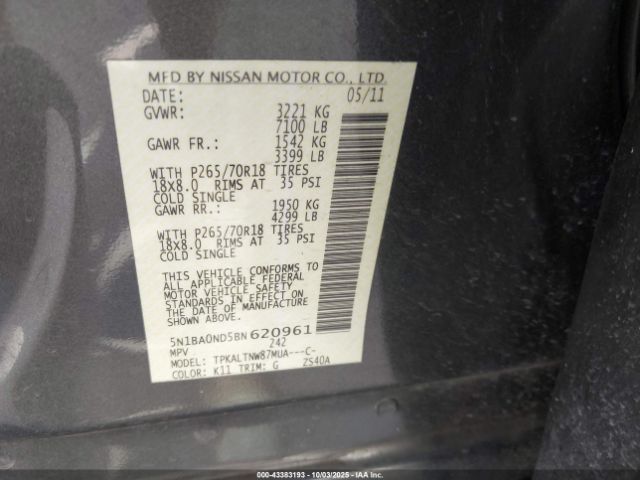 MFD BY NISSAN MOTOR CO., LTD.
DATE: 05/11
GVWR: 3221 KG
7100 LB
GAWR FR.: 1542 KG
3399 LB
WITH P265/70R18 TIRES
18X8.0 RIMS AT 35 PSI
COLD SINGLE
GAWR RR.: 1950 KG
4299 LB
WITH P265/70R18 TIRES
18X8.0 RIMS AT 35 PSI
COLD SINGLE
THIS VEHICLE CONFORMS TO
ALL APPLICABLE FEDERAL
MOTOR VEHICLE SAFETY
STANDARDS IN EFFECT ON
THE DATE OF MANUFACTURE
SHOWN ABOVE.
5N1BA0ND5BN620961
MPV 242
MODEL: TPKALTNW87MUA---C-
COLOR: K11 TRIM: G ZS40A
000-43383193 - 10/03/2025 - IAA Inc.